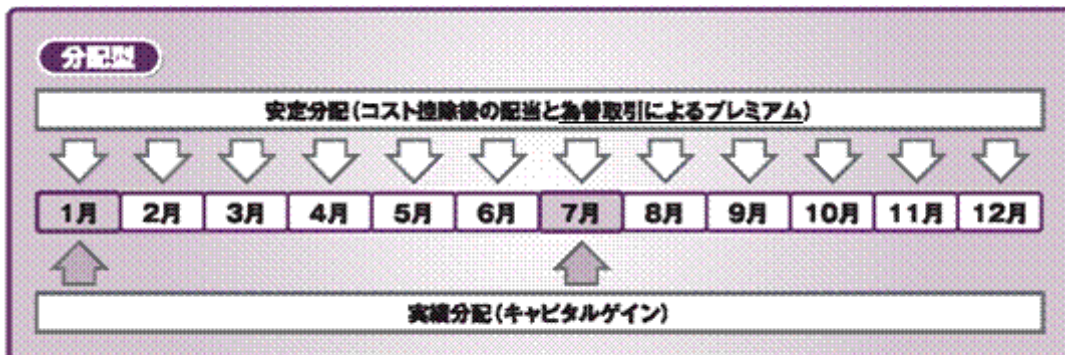 分配型
安定分配(コスト控除後の配当と為替取引によるプレミアム)
1月 2月 3月 4月 5月 6月 7月 8月 9月 10月 11月 12月
実績分配(キャピタルゲイン)